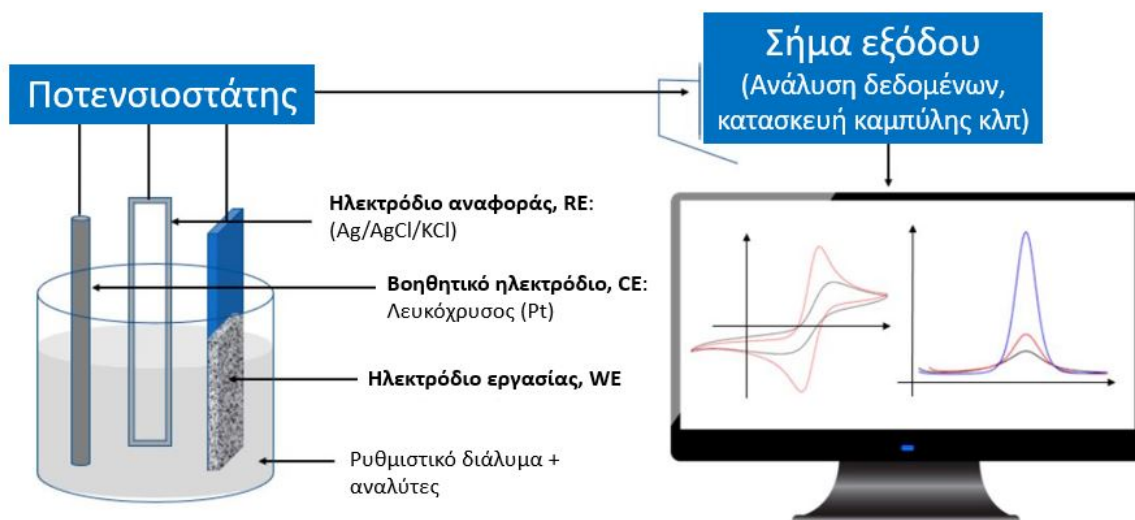 Ποτενσιοστάτης
Σήμα εξόδου
(Ανάλυση δεδομένων,
κατασκευή καμπύλης κλπ)
Ηλεκτρόδιο αναφοράς, RE:
(Ag/AgCl/KCl)
Βοηθητικό ηλεκτρόδιο, CE:
Λευκόχρυσος (Pt)
Ηλεκτρόδιο εργασίας, WE
Ρυθμιστικό διάλυμα +
αναλύτες